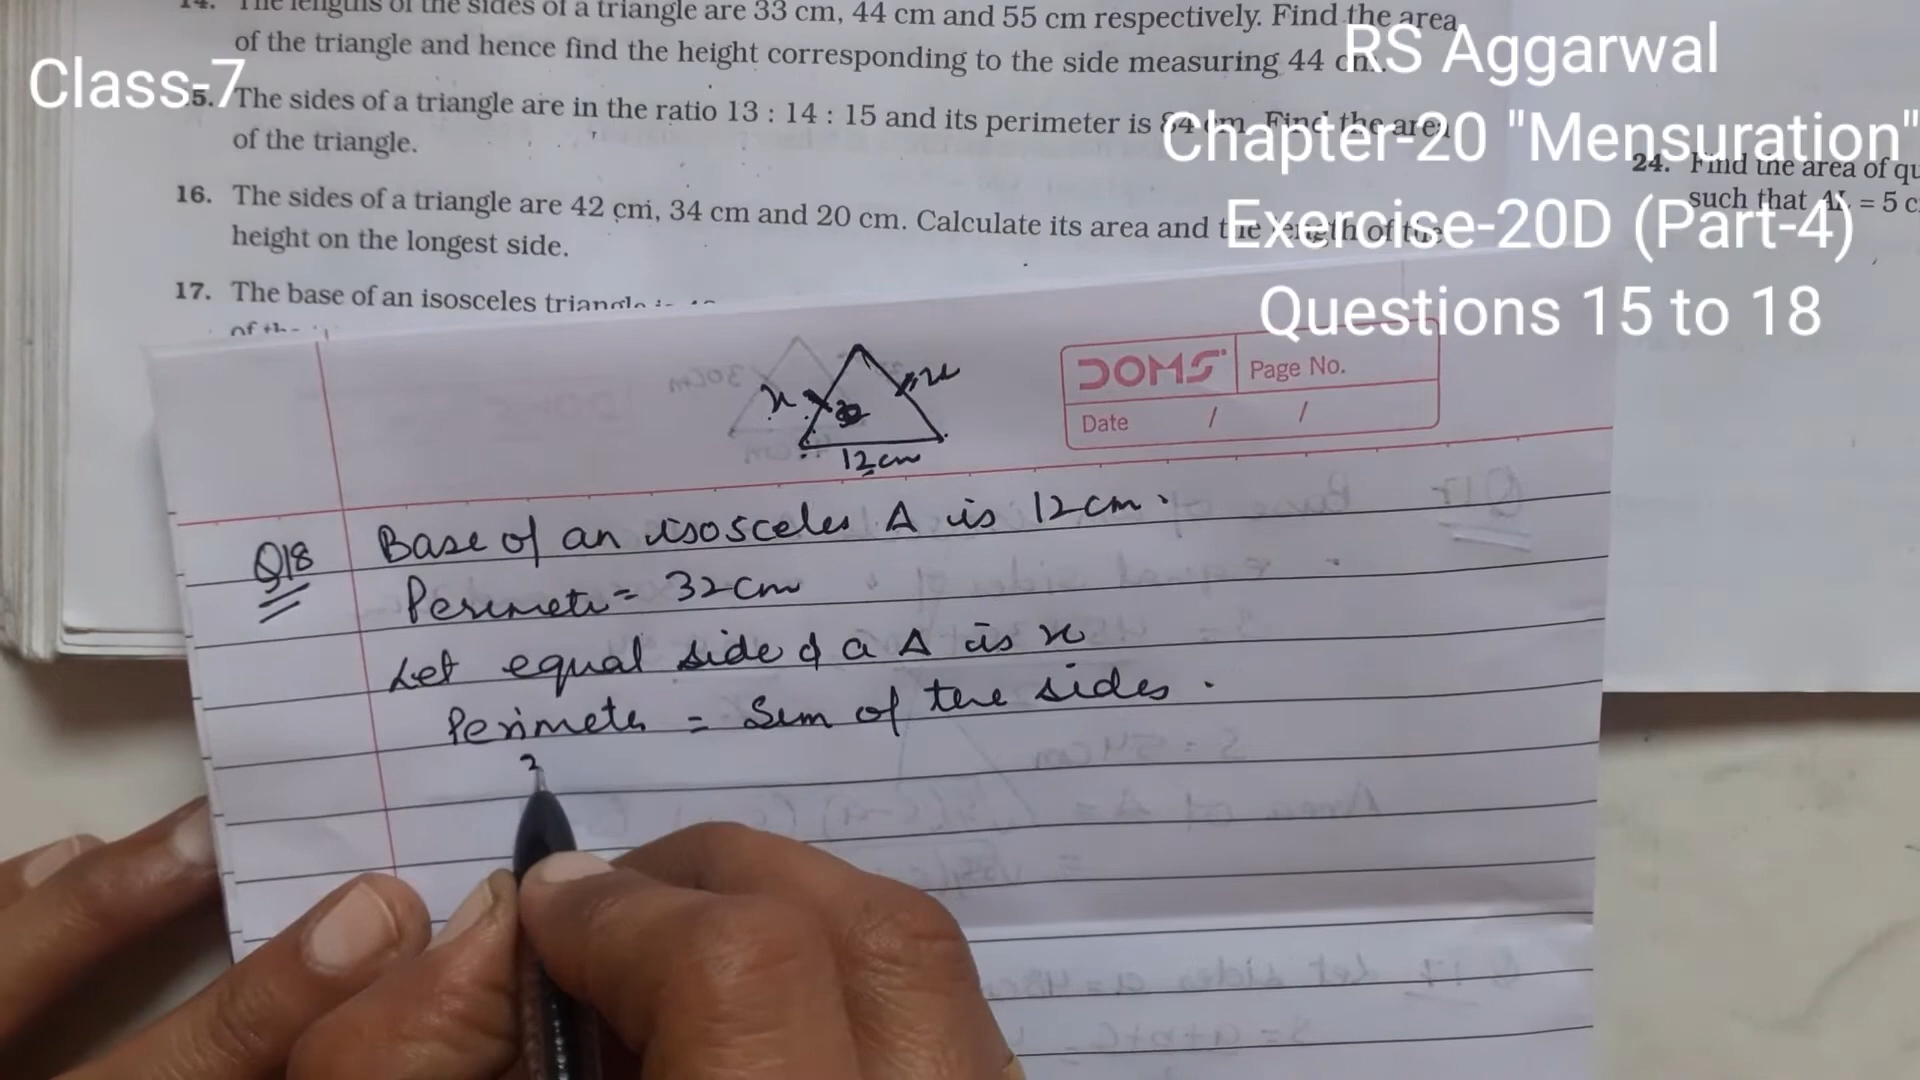 14. The lengths of the sides of a triangle are 33 cm, 44 cm and 55 cm respectively. Find the area
of the triangle and hence find the height corresponding to the side measuring 44 cm.
Class-7
RS Aggarwal
Chapter-20 "Mensuration"
Exercise-20D (Part-4)
Questions 15 to 18
15. The sides of a triangle are in the ratio 13 : 14 : 15 and its perimeter is 84 cm. Find the area
of the triangle.
16. The sides of a triangle are 42 cm, 34 cm and 20 cm. Calculate its area and the length of the
height on the longest side.
17. The base of an isosceles triangle is
24. Find the area of qu
such that AL = 5 c
DOMS Page No.
Date / /
x x
12cm
Q18 Base of an isosceles Δ is 12cm.
Perimeter = 32cm
Let equal side of a Δ is x
Perimeter = Sum of the sides.